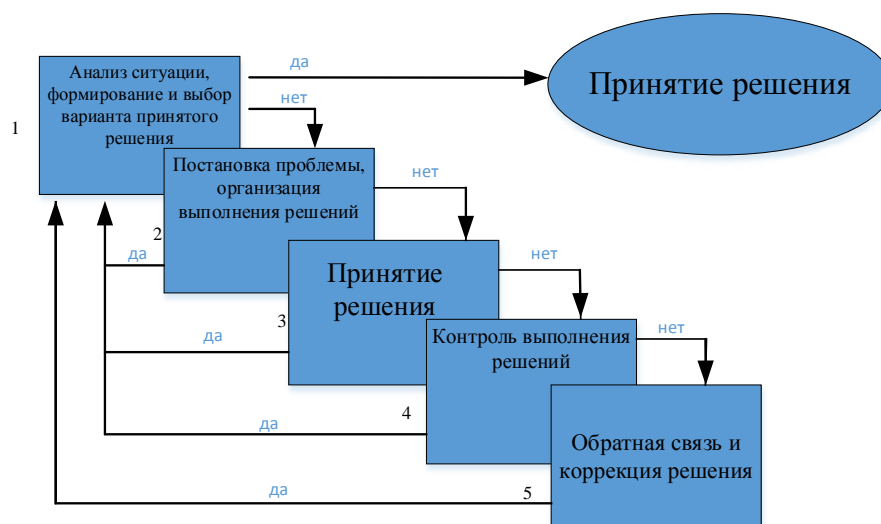 Анализ ситуации,
формирование и выбор
варианта принятого
решения
1
да
нет
Принятие решения
Постановка проблемы,
организация
выполнения решений
2
нет
да
Принятие
решения
3
нет
да
Контроль выполнения
решений
4
нет
да
Обратная связь и
коррекция решения
5
да